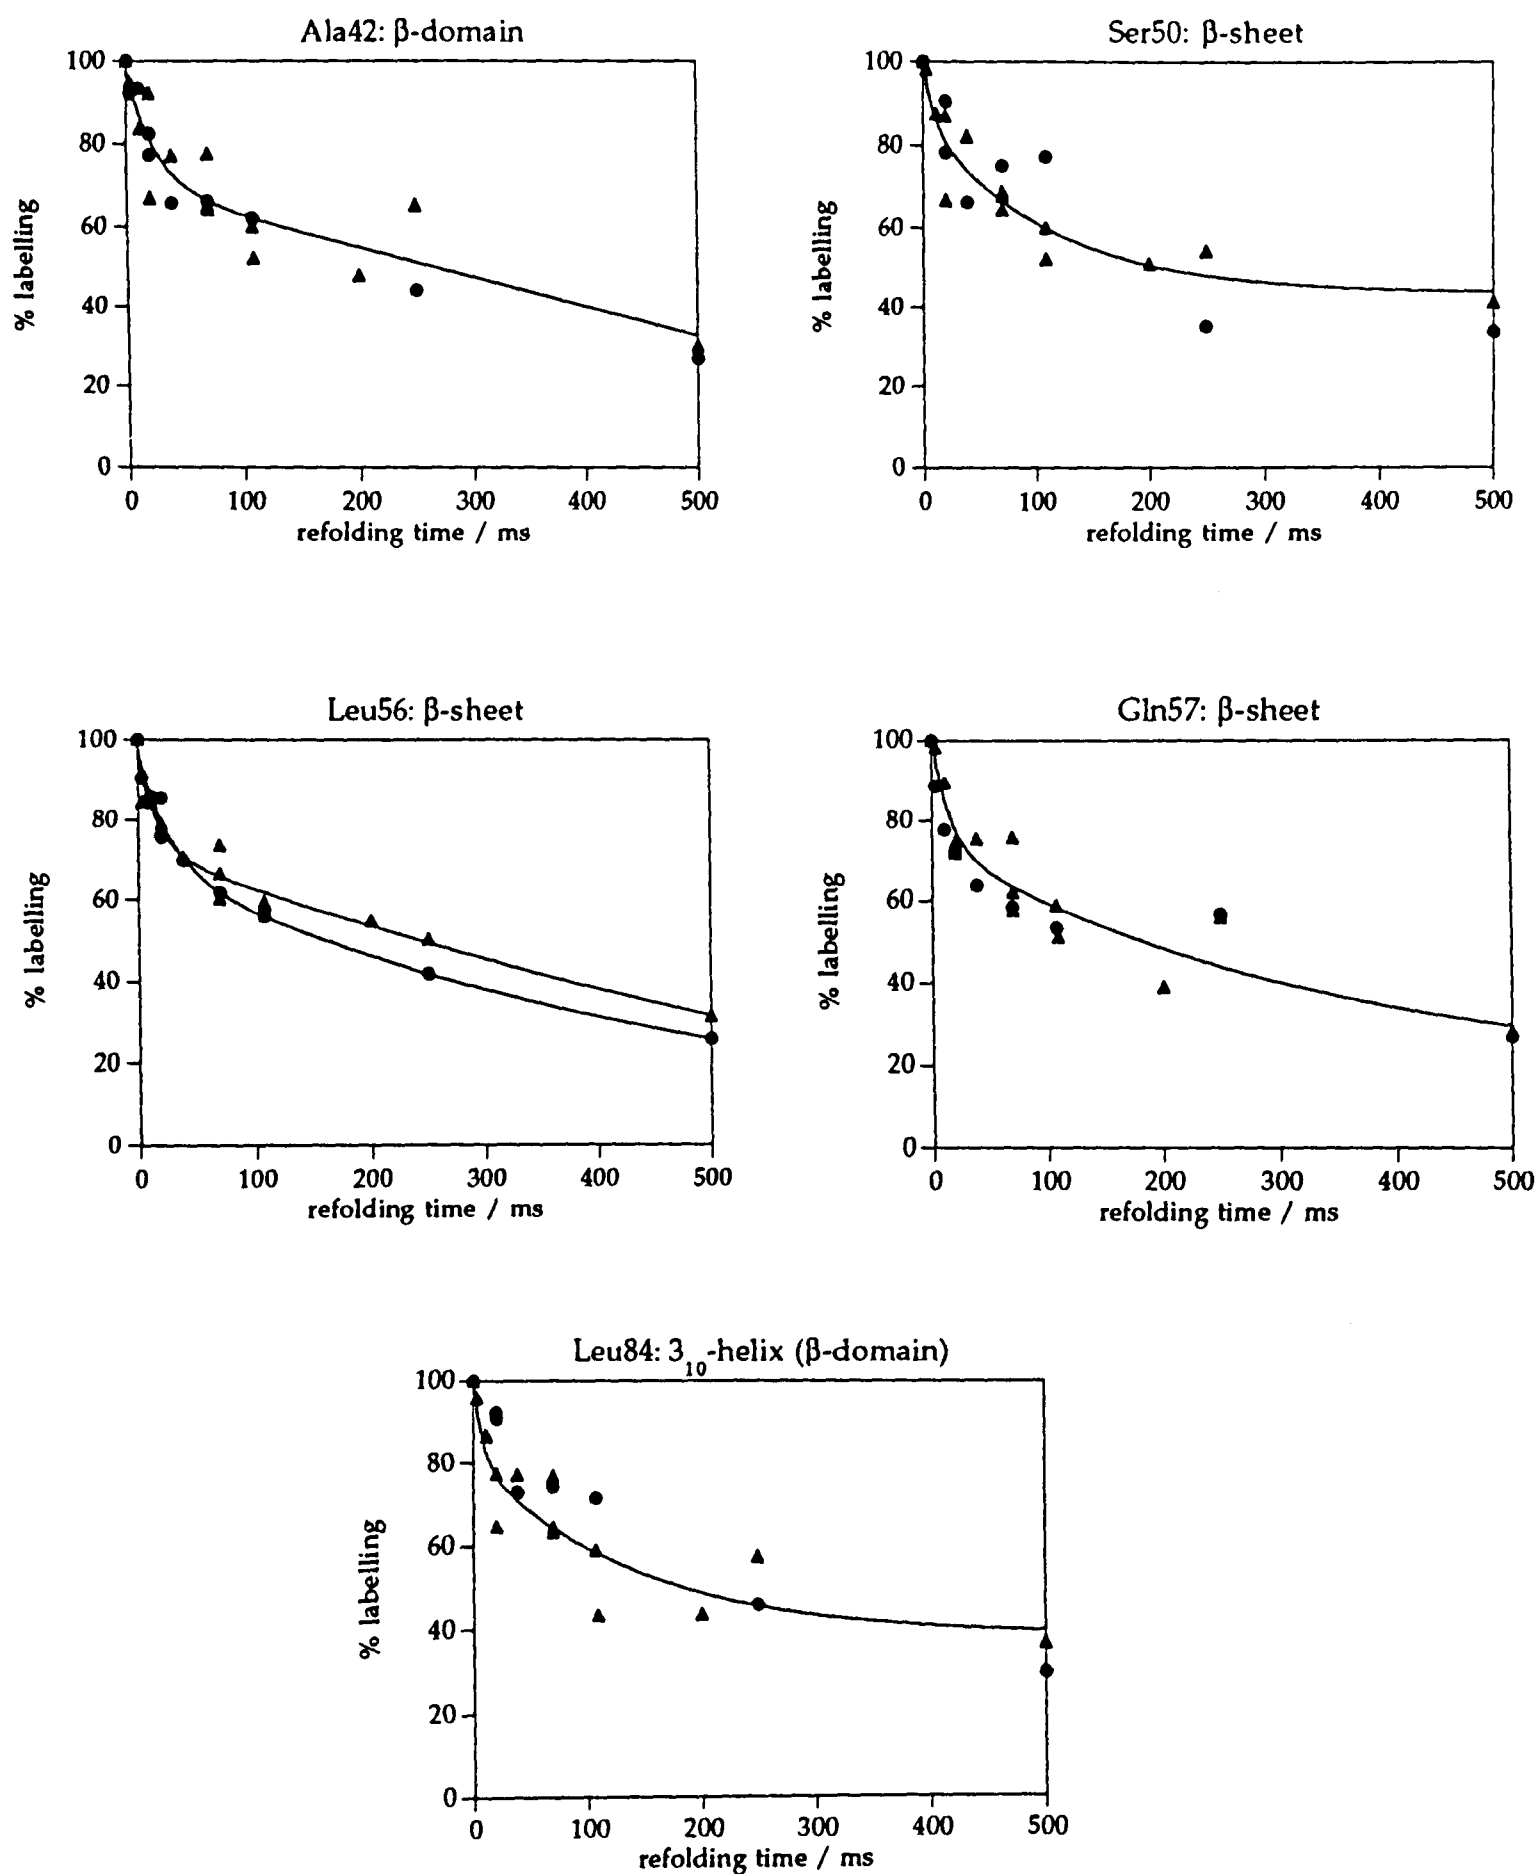 Ala42: β-domain
100
80
60
40
20
0
% labelling
0 100 200 300 400 500
refolding time / ms
Ser50: β-sheet
100
80
60
40
20
0
% labelling
0 100 200 300 400 500
refolding time / ms
Leu56: β-sheet
100
80
60
40
20
0
% labelling
0 100 200 300 400 500
refolding time / ms
Gln57: β-sheet
100
80
60
40
20
0
% labelling
0 100 200 300 400 500
refolding time / ms
Leu84: 3₁₀-helix (β-domain)
100
80
60
40
20
0
% labelling
0 100 200 300 400 500
refolding time / ms